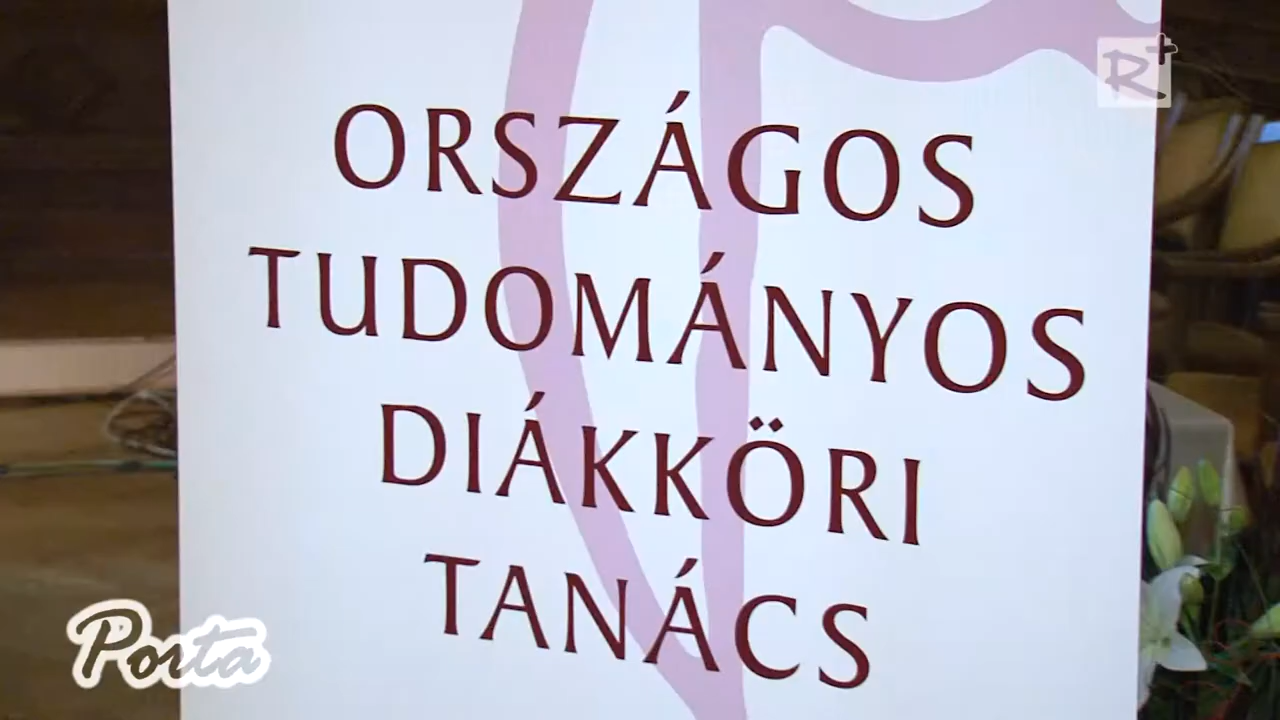 R+
ORSZÁGOS
TUDOMÁNYOS
DIÁKKÖRI
TANÁCS
Porta